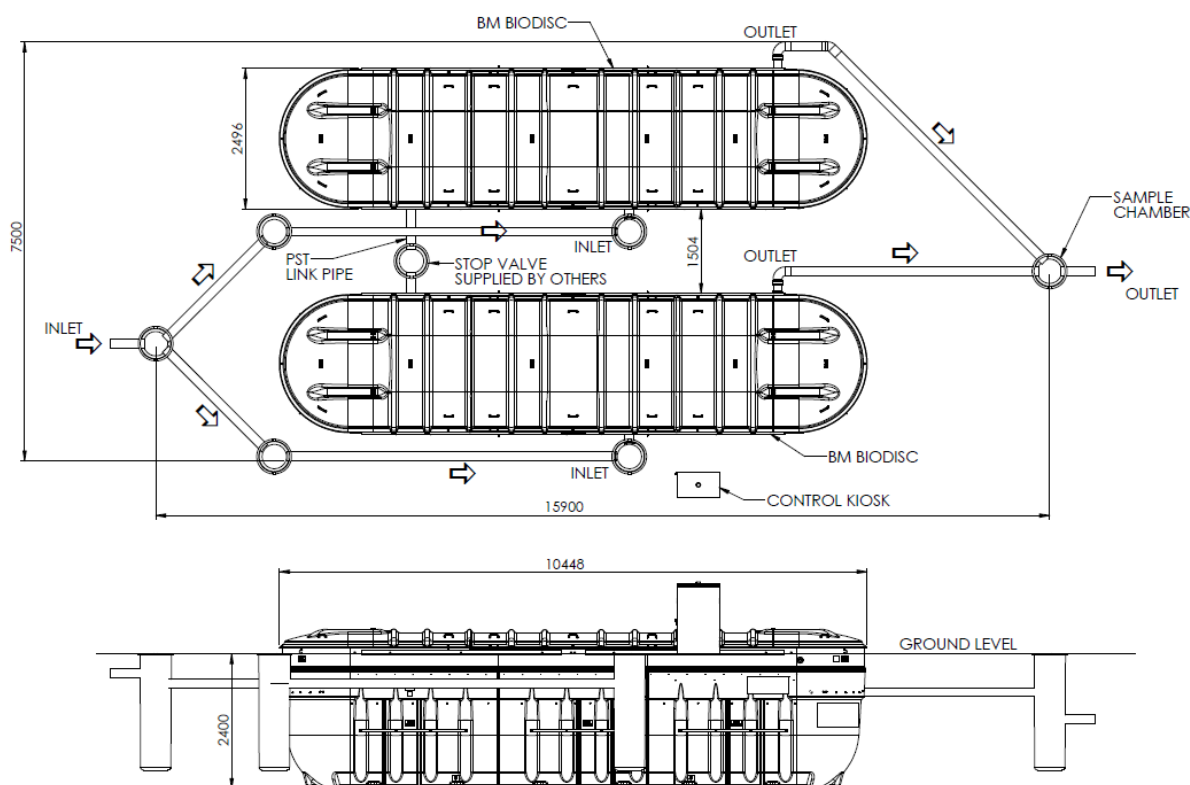 BM BIODISC
OUTLET
2496
7500
SAMPLE
CHAMBER
INLET
PST
LINK PIPE
STOP VALVE
SUPPLIED BY OTHERS
1504
OUTLET
OUTLET
INLET
BM BIODISC
INLET
CONTROL KIOSK
15900
10448
GROUND LEVEL
2400